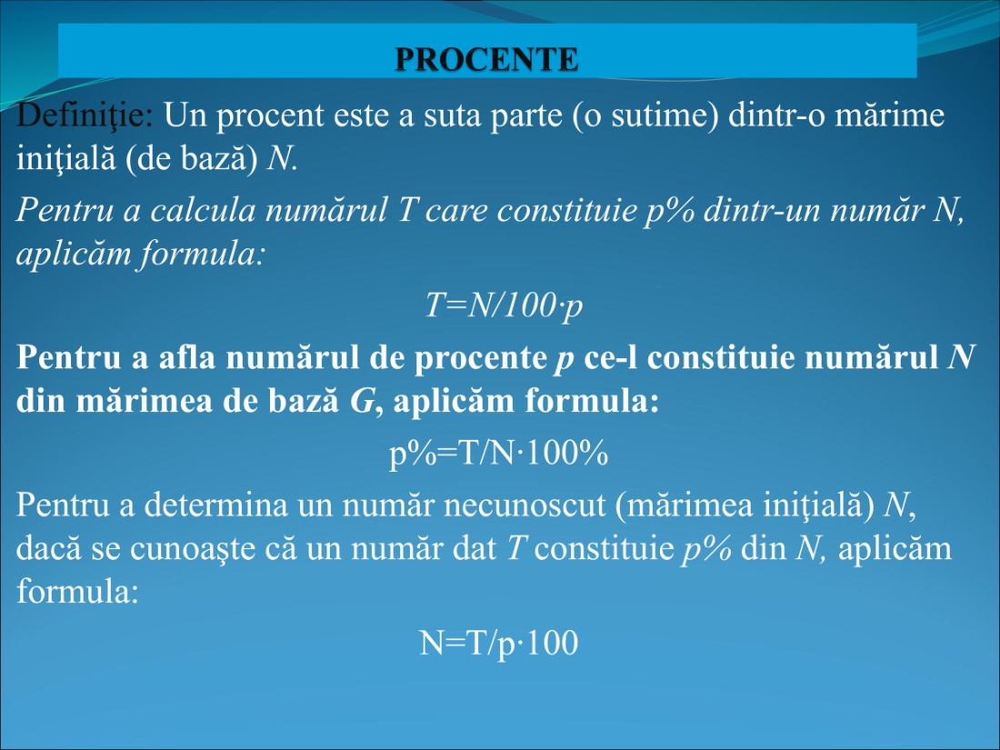 PROCENTE
Definiţie: Un procent este a suta parte (o sutime) dintr-o mărime
iniţială (de bază) N.
Pentru a calcula numărul T care constituie p% dintr-un număr N,
aplicăm formula:
T=N/100·p
Pentru a afla numărul de procente p ce-l constituie numărul N
din mărimea de bază G, aplicăm formula:
p%=T/N·100%
Pentru a determina un număr necunoscut (mărimea iniţială) N,
dacă se cunoaşte că un număr dat T constituie p% din N, aplicăm
formula:
N=T/p·100